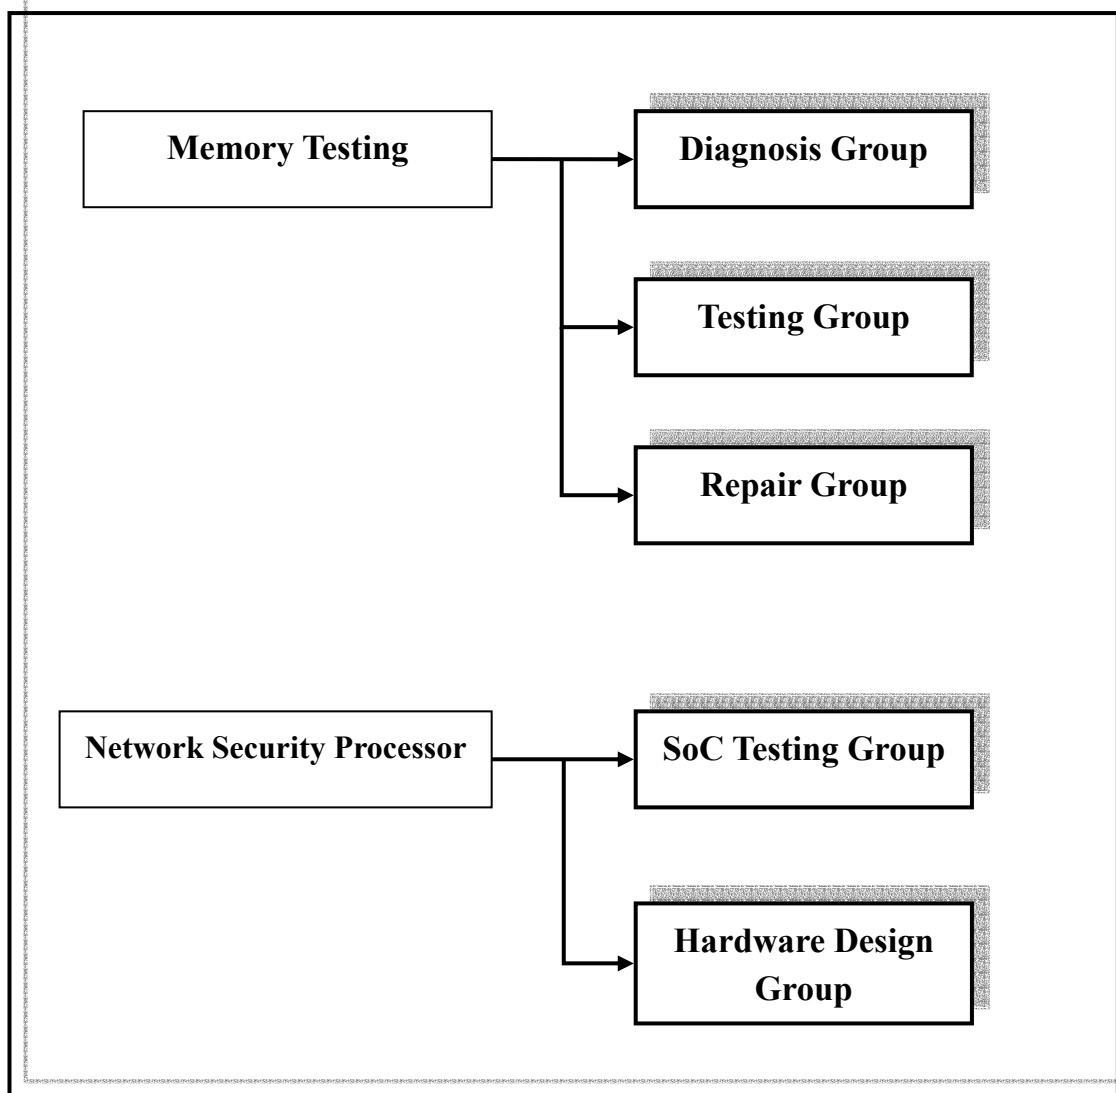 Memory Testing
Diagnosis Group
Testing Group
Repair Group
Network Security Processor
SoC Testing Group
Hardware Design
Group